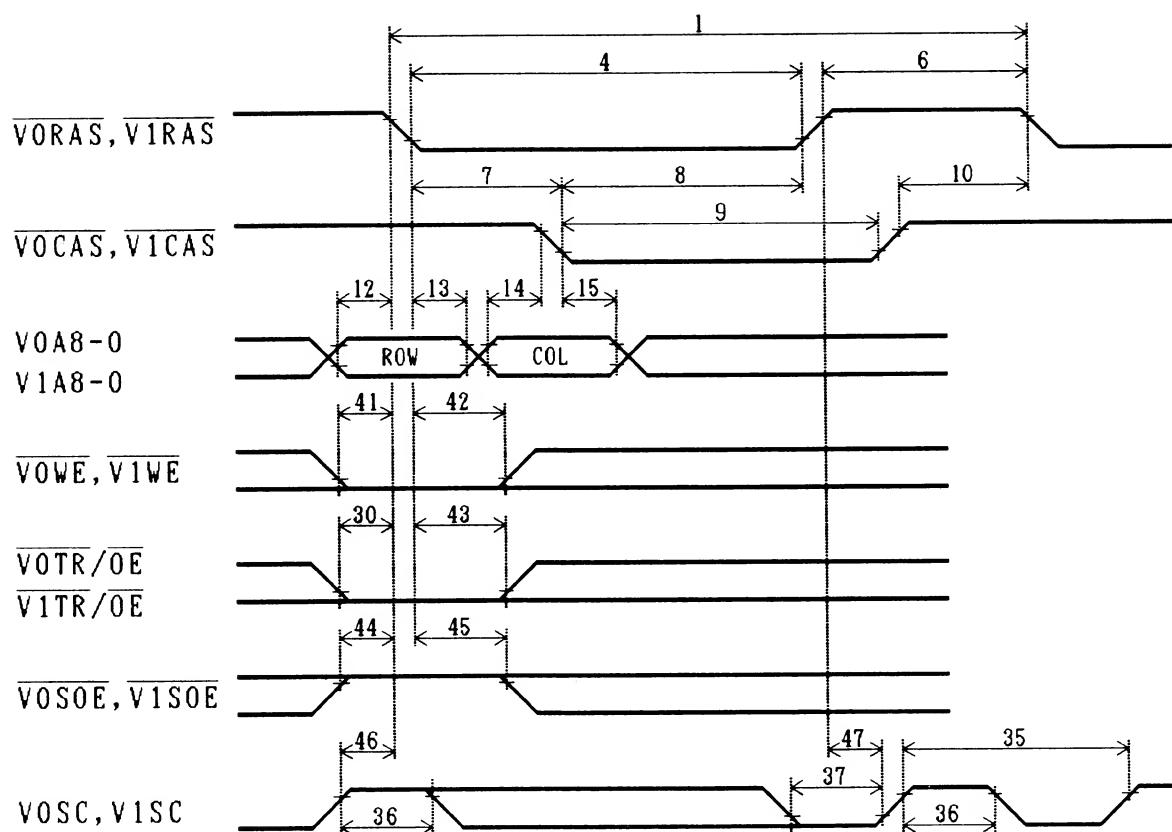 1
4 6
V0RAS, V1RAS
7 8 10
9
V0CAS, V1CAS
12 13 14 15
V0A8-0 ROW COL
V1A8-0
41 42
V0WE, V1WE
30 43
V0TR/OE
V1TR/OE
44 45
V0SOE, V1SOE
46 47 35
37
V0SC, V1SC 36 36